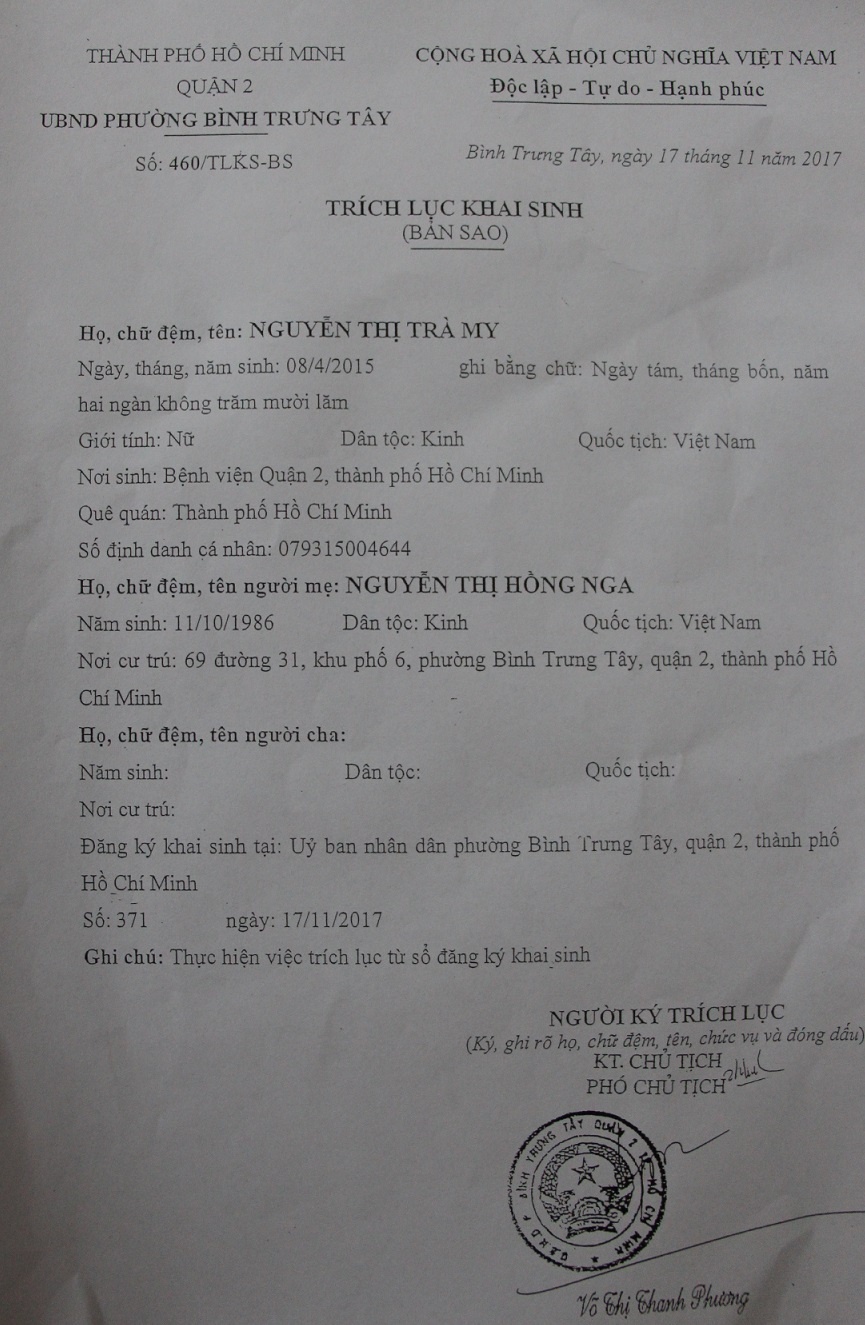 THÀNH PHỐ HỒ CHÍ MINH
QUẬN 2
UBND PHƯỜNG BÌNH TRƯNG TÂY
Số: 460/TLKS-BS
CỘNG HOÀ XÃ HỘI CHỦ NGHĨA VIỆT NAM
Độc lập - Tự do - Hạnh phúc
Bình Trưng Tây, ngày 17 tháng 11 năm 2017
TRÍCH LỤC KHAI SINH
(BẢN SAO)
Họ, chữ đệm, tên: NGUYỄN THỊ TRÀ MY
Ngày, tháng, năm sinh: 08/4/2015 ghi bằng chữ: Ngày tám, tháng bốn, năm
hai ngàn không trăm mười lăm
Giới tính: Nữ Dân tộc: Kinh Quốc tịch: Việt Nam
Nơi sinh: Bệnh viện Quận 2, thành phố Hồ Chí Minh
Quê quán: Thành phố Hồ Chí Minh
Số định danh cá nhân: 079315004644
Họ, chữ đệm, tên người mẹ: NGUYỄN THỊ HỒNG NGA
Năm sinh: 11/10/1986 Dân tộc: Kinh Quốc tịch: Việt Nam
Nơi cư trú: 69 đường 31, khu phố 6, phường Bình Trưng Tây, quận 2, thành phố Hồ
Chí Minh
Họ, chữ đệm, tên người cha:
Năm sinh: Dân tộc: Quốc tịch:
Nơi cư trú:
Đăng ký khai sinh tại: Uỷ ban nhân dân phường Bình Trưng Tây, quận 2, thành phố
Hồ Chí Minh
Số: 371 ngày: 17/11/2017
Ghi chú: Thực hiện việc trích lục từ sổ đăng ký khai sinh
NGƯỜI KÝ TRÍCH LỤC
(Ký, ghi rõ họ, chữ đệm, tên, chức vụ và đóng dấu)
KT. CHỦ TỊCH
PHÓ CHỦ TỊCH
U.B.N.D P BÌNH TRƯNG TÂY QUẬN 2 TP HỒ CHÍ MINH
Võ Thị Thanh Phương